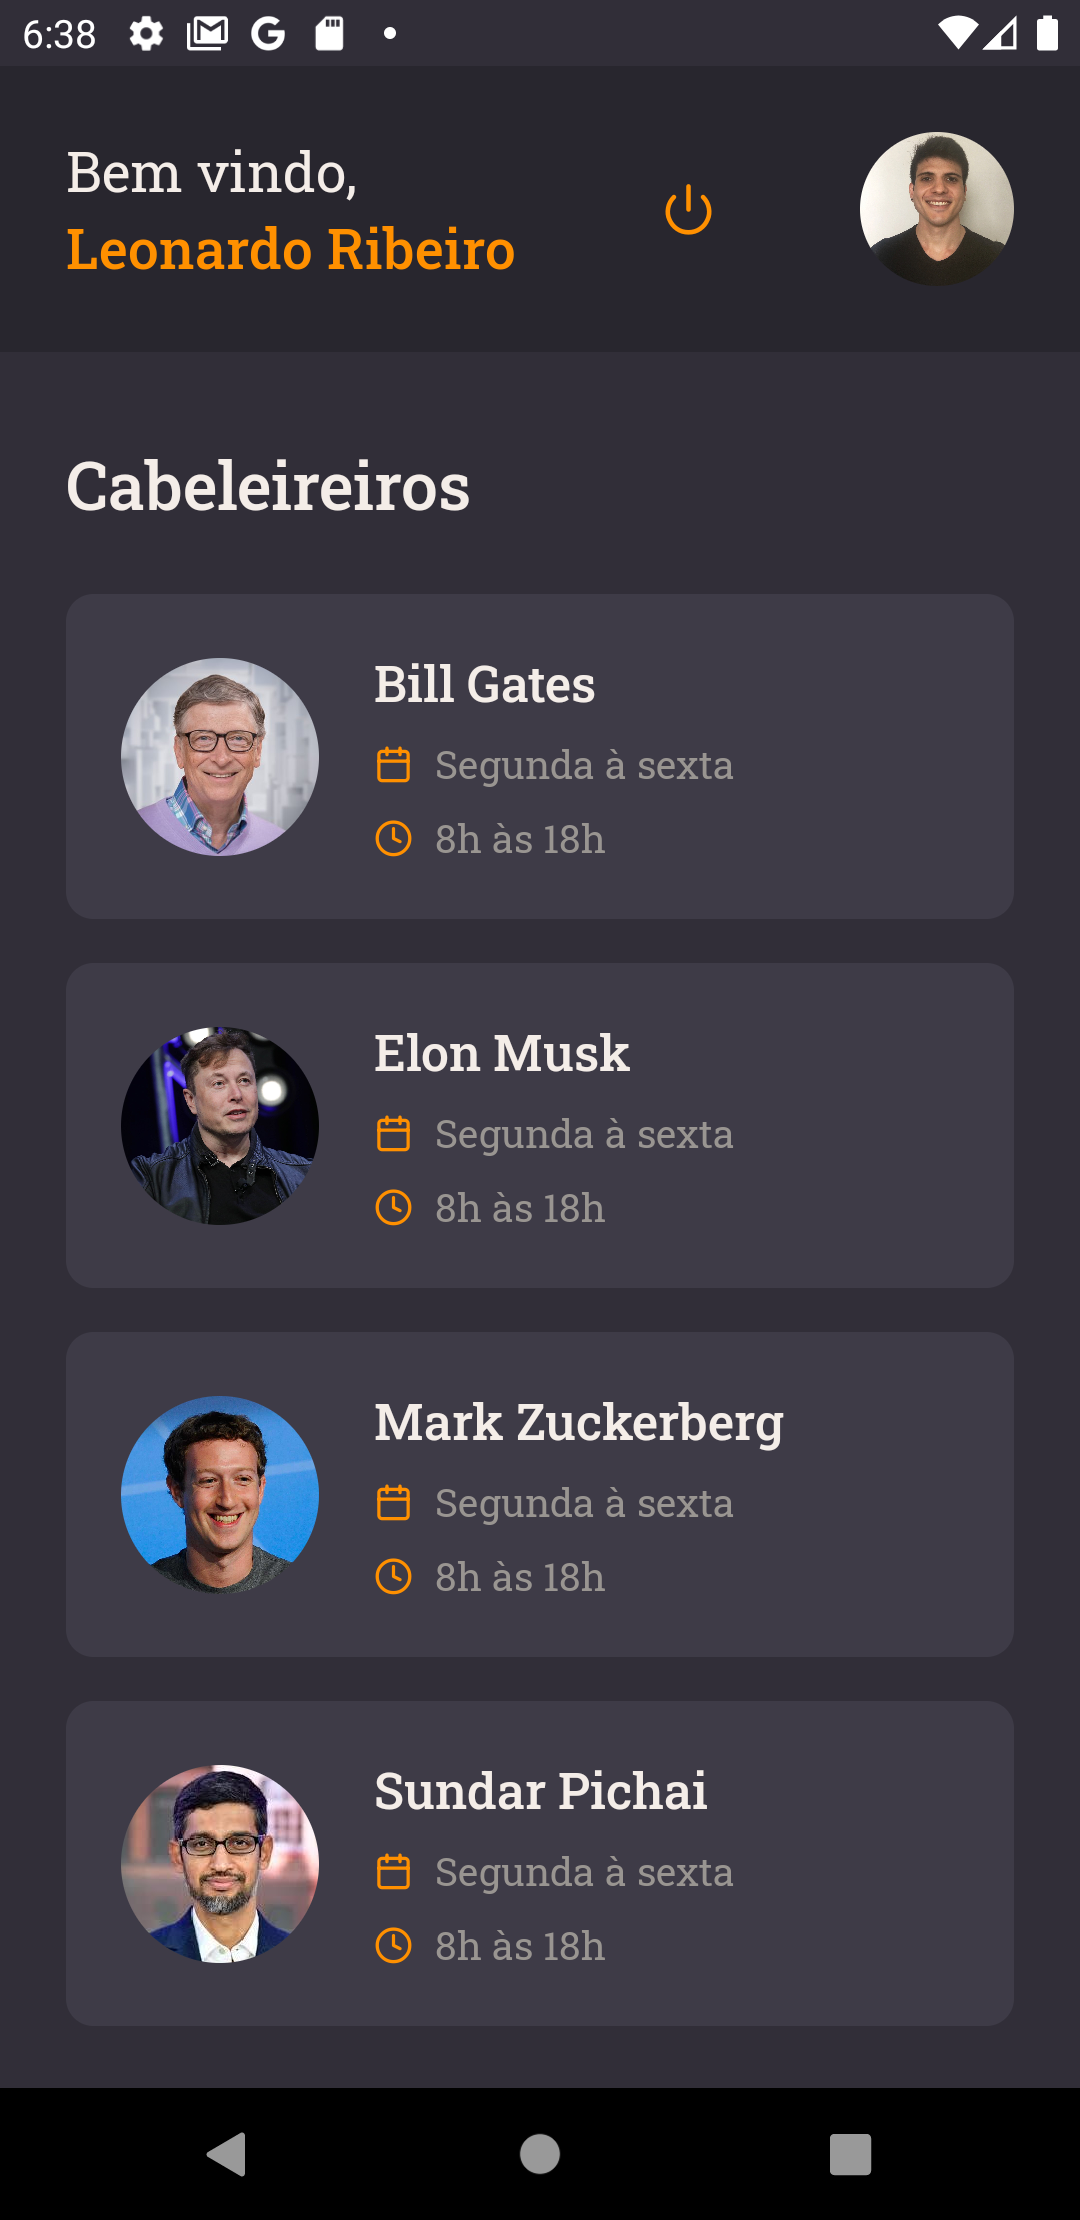 6:38
Bem vindo,
Leonardo Ribeiro
Cabeleireiros
Bill Gates
Segunda à sexta
8h às 18h
Elon Musk
Segunda à sexta
8h às 18h
Mark Zuckerberg
Segunda à sexta
8h às 18h
Sundar Pichai
Segunda à sexta
8h às 18h